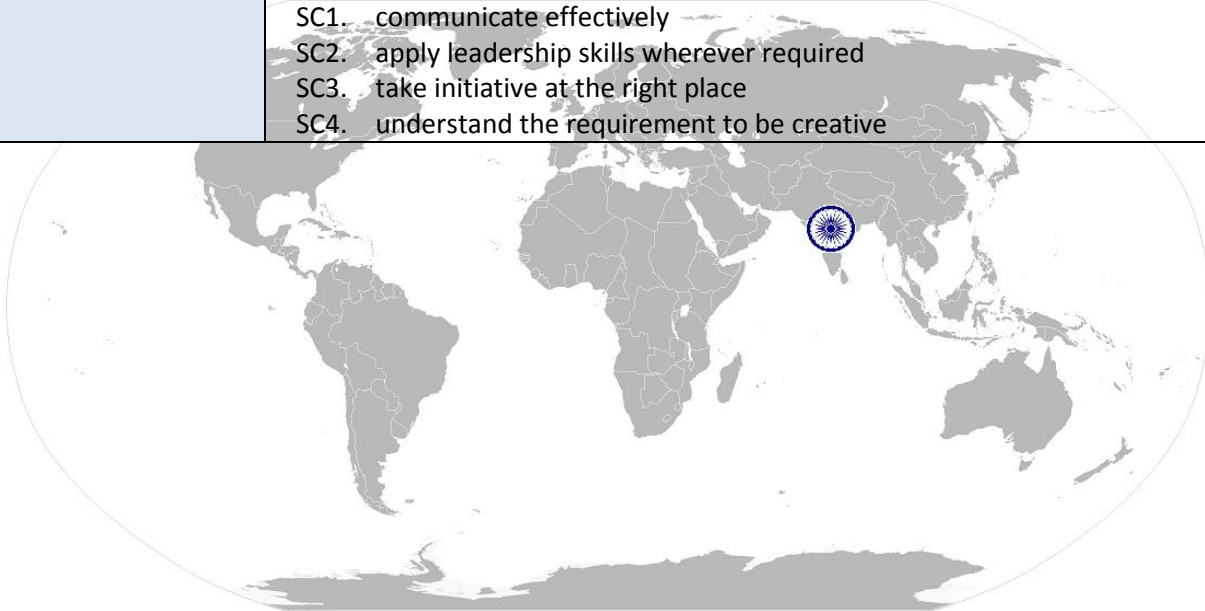 SC1. communicate effectively
SC2. apply leadership skills wherever required
SC3. take initiative at the right place
SC4. understand the requirement to be creative